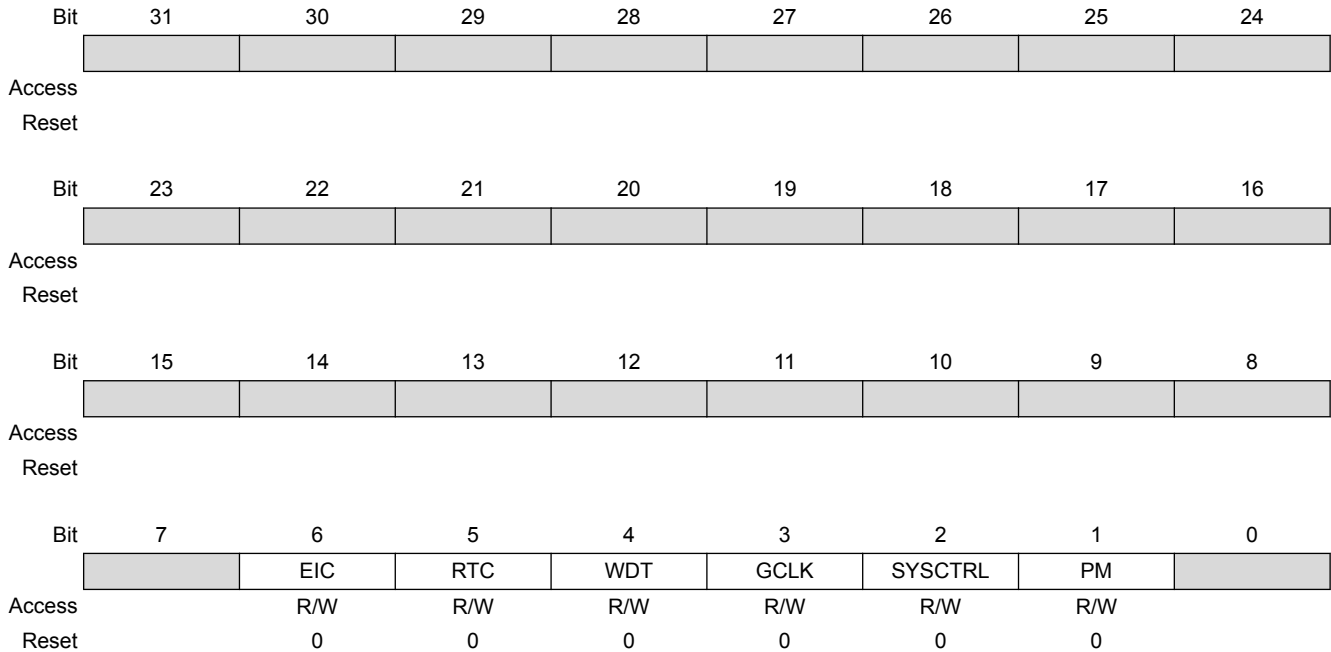 Bit 31 30 29 28 27 26 25 24
Access
Reset
Bit 23 22 21 20 19 18 17 16
Access
Reset
Bit 15 14 13 12 11 10 9 8
Access
Reset
Bit 7 6 5 4 3 2 1 0
EIC RTC WDT GCLK SYSCTRL PM
Access R/W R/W R/W R/W R/W R/W
Reset 0 0 0 0 0 0